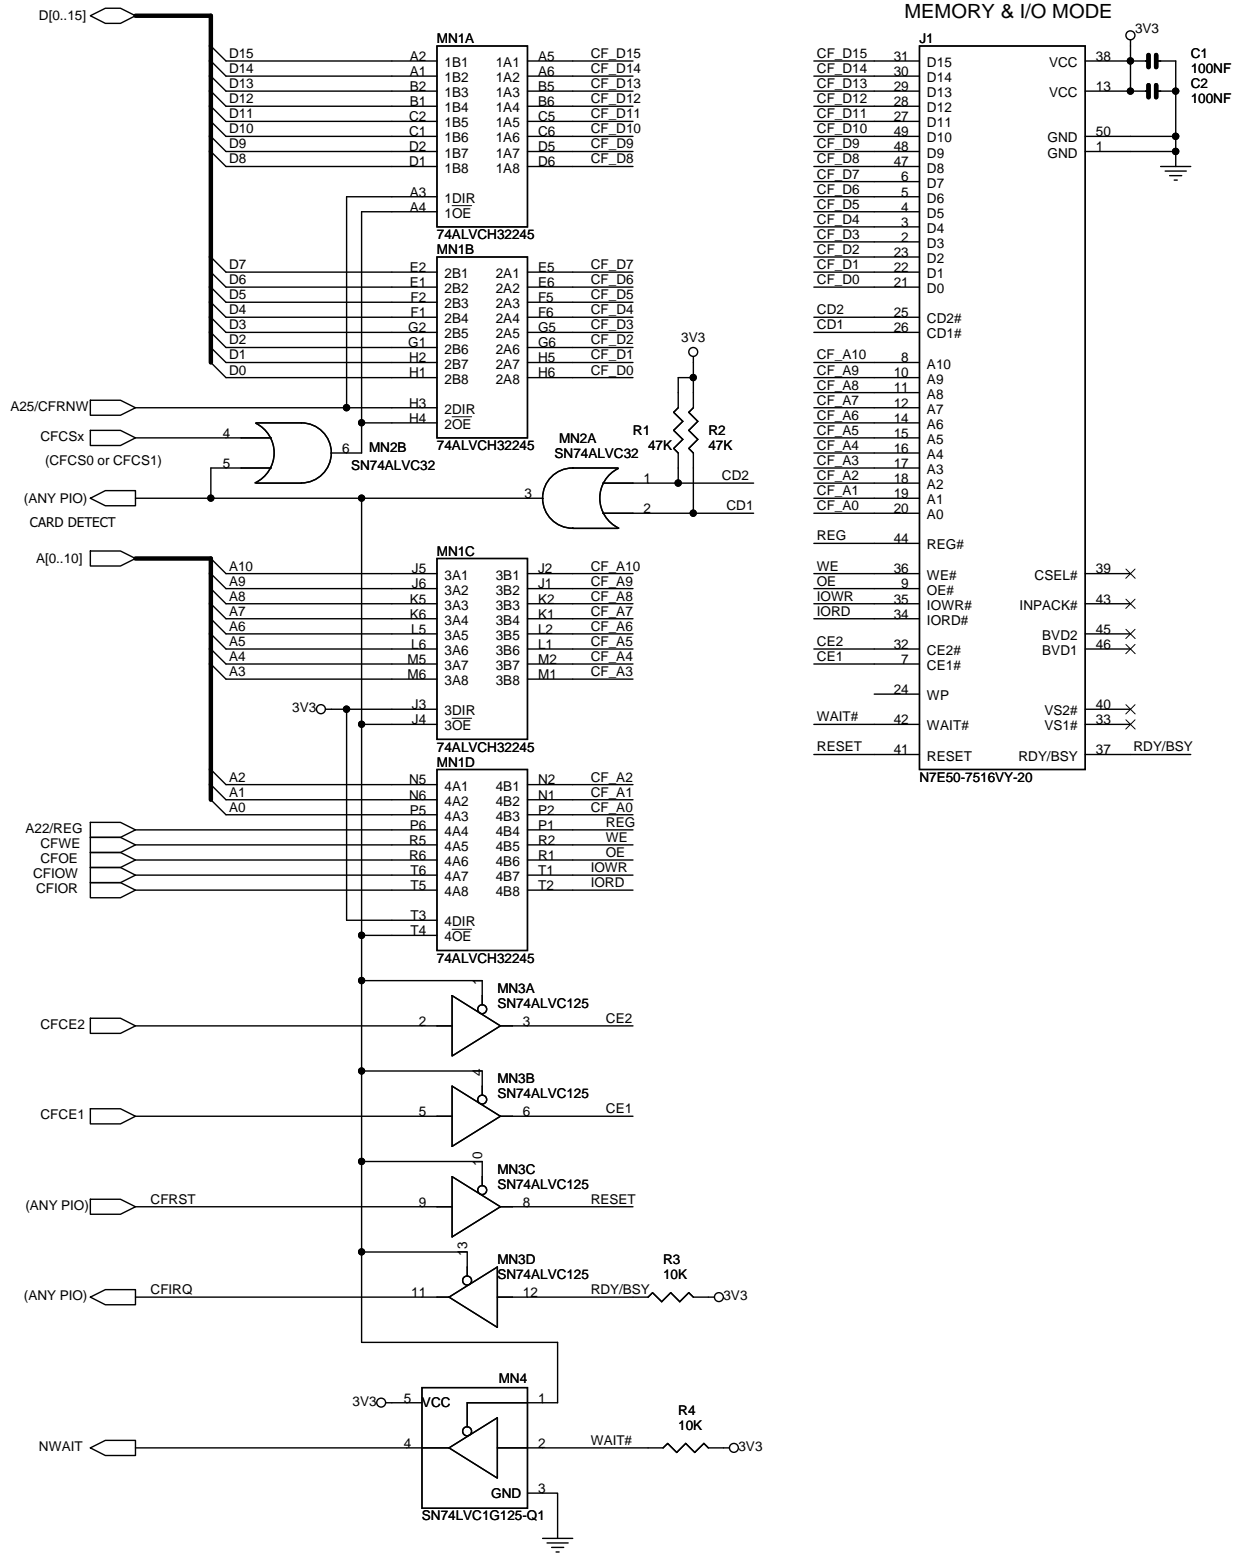 MEMORY & I/O MODE
D[0..15]
MN1A
D15 A2 1B1 1A1 A5 CF_D15
D14 A1 1B2 1A2 A6 CF_D14
D13 B2 1B3 1A3 B5 CF_D13
D12 B1 1B4 1A4 B6 CF_D12
D11 C2 1B5 1A5 C5 CF_D11
D10 C1 1B6 1A6 C6 CF_D10
D9 D2 1B7 1A7 D5 CF_D9
D8 D1 1B8 1A8 D6 CF_D8
A3 1DIR
A4 1OE
74ALVCH32245
MN1B
D7 E2 2B1 2A1 E5 CF_D7
D6 E1 2B2 2A2 E6 CF_D6
D5 F2 2B3 2A3 F5 CF_D5
D4 F1 2B4 2A4 F6 CF_D4
D3 G2 2B5 2A5 G5 CF_D3
D2 G1 2B6 2A6 G6 CF_D2
D1 H2 2B7 2A7 H5 CF_D1
D0 H1 2B8 2A8 H6 CF_D0
A25/CFRNW H3 2DIR
H4 2OE
74ALVCH32245
CFCSx 4
(CFCS0 or CFCS1) 5
6 MN2B
SN74ALVC32
(ANY PIO)
CARD DETECT
3V3
R1
47K
R2
47K
MN2A
SN74ALVC32
1 CD2
2 CD1
3
A[0..10]
MN1C
A10 J5 3A1 3B1 J2 CF_A10
A9 J6 3A2 3B2 J1 CF_A9
A8 K5 3A3 3B3 K2 CF_A8
A7 K6 3A4 3B4 K1 CF_A7
A6 L5 3A5 3B5 L2 CF_A6
A5 L6 3A6 3B6 L1 CF_A5
A4 M5 3A7 3B7 M2 CF_A4
A3 M6 3A8 3B8 M1 CF_A3
3V3 J3 3DIR
J4 3OE
74ALVCH32245
MN1D
A2 N5 4A1 4B1 N2 CF_A2
A1 N6 4A2 4B2 N1 CF_A1
A0 P5 4A3 4B3 P2 CF_A0
A22/REG P6 4A4 4B4 P1 REG
CFWE R5 4A5 4B5 R2 WE
CFOE R6 4A6 4B6 R1 OE
CFIOW T6 4A7 4B7 T1 IOWR
CFIOR T5 4A8 4B8 T2 IORD
T3 4DIR
T4 4OE
74ALVCH32245
1 MN3A
SN74ALVC125
CFCE2 2 3 CE2
4 MN3B
SN74ALVC125
CFCE1 5 6 CE1
10 MN3C
SN74ALVC125
(ANY PIO) CFRST 9 8 RESET
13 MN3D
SN74ALVC125
(ANY PIO) CFIRQ 11 12 RDY/BSY
R3
10K
3V3
MN4
3V3 5 VCC 1
NWAIT 4 2 WAIT#
R4
10K
3V3
GND 3
SN74LVC1G125-Q1
J1
CF_D15 31 D15
CF_D14 30 D14
CF_D13 29 D13
CF_D12 28 D12
CF_D11 27 D11
CF_D10 49 D10
CF_D9 48 D9
CF_D8 47 D8
CF_D7 6 D7
CF_D6 5 D6
CF_D5 4 D5
CF_D4 3 D4
CF_D3 2 D3
CF_D2 23 D2
CF_D1 22 D1
CF_D0 21 D0
CD2 25 CD2#
CD1 26 CD1#
CF_A10 8 A10
CF_A9 10 A9
CF_A8 11 A8
CF_A7 12 A7
CF_A6 14 A6
CF_A5 15 A5
CF_A4 16 A4
CF_A3 17 A3
CF_A2 18 A2
CF_A1 19 A1
CF_A0 20 A0
REG 44 REG#
WE 36 WE#
OE 9 OE#
IOWR 35 IOWR#
IORD 34 IORD#
CE2 32 CE2#
CE1 7 CE1#
24 WP
WAIT# 42 WAIT#
RESET 41 RESET
3V3
VCC 38
C1
100NF
VCC 13
C2
100NF
GND 50
GND 1
CSEL# 39
INPACK# 43
BVD2 45
BVD1 46
VS2# 40
VS1# 33
RDY/BSY 37 RDY/BSY
N7E50-7516VY-20